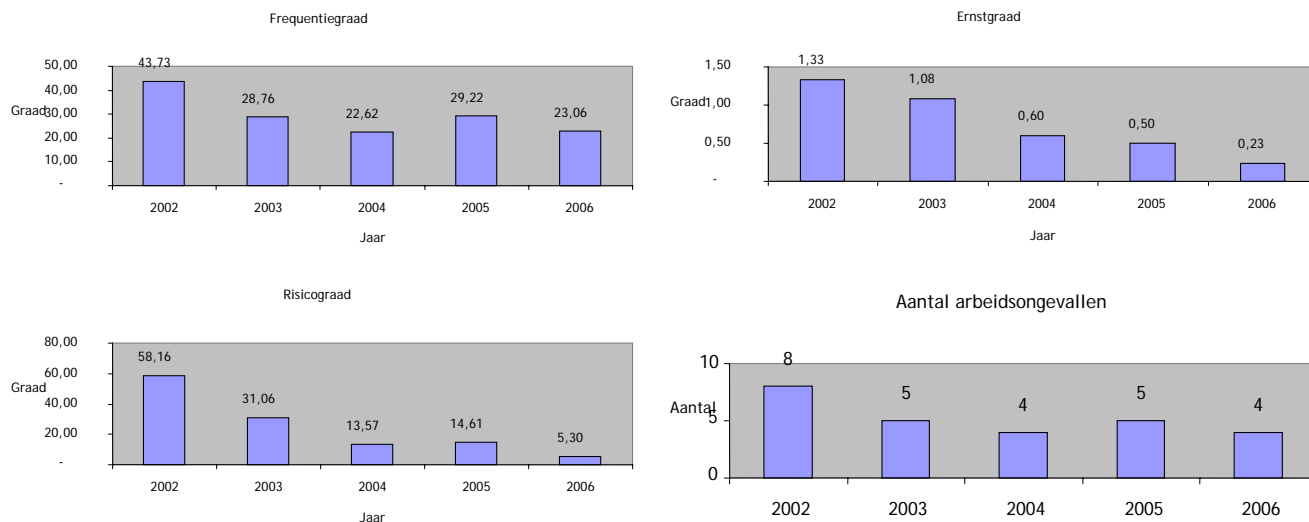 Frequentiegraad
50,00
40,00
30,00
20,00
10,00
-
Graad
43,73
28,76
22,62
29,22
23,06
2002 2003 2004 2005 2006
Jaar
Ernstgraad
1,50
1,00
0,50
-
Graad
1,33
1,08
0,60
0,50
0,23
2002 2003 2004 2005 2006
Jaar
Risicograad
80,00
60,00
40,00
20,00
-
Graad
58,16
31,06
13,57
14,61
5,30
2002 2003 2004 2005 2006
Jaar
Aantal arbeidsongevallen
10
5
0
Aantal
8
5
4
5
4
2002 2003 2004 2005 2006